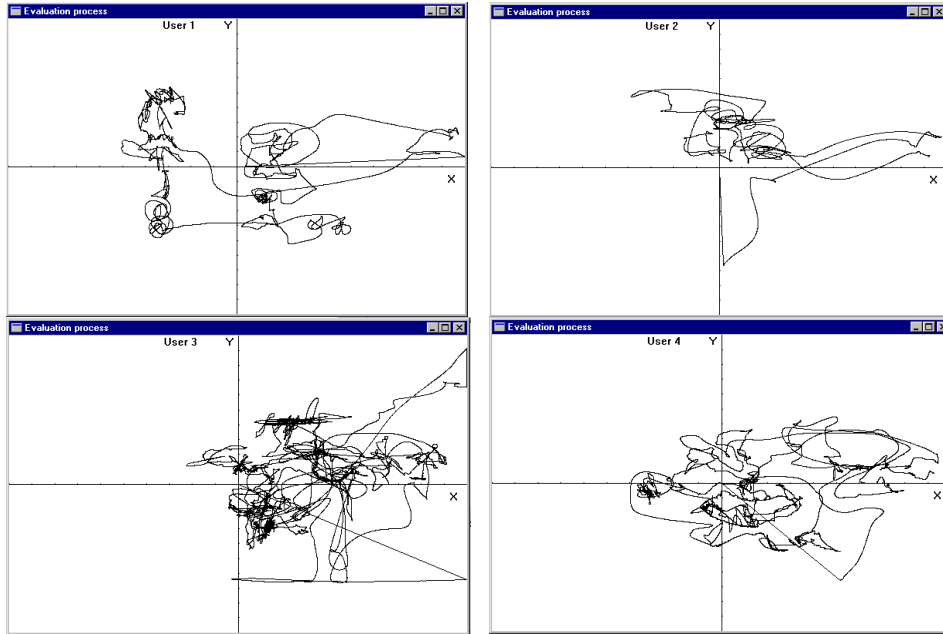 Evaluation process
User 1 Y
X
Evaluation process
User 2 Y
X
Evaluation process
User 3 Y
X
Evaluation process
User 4 Y
X